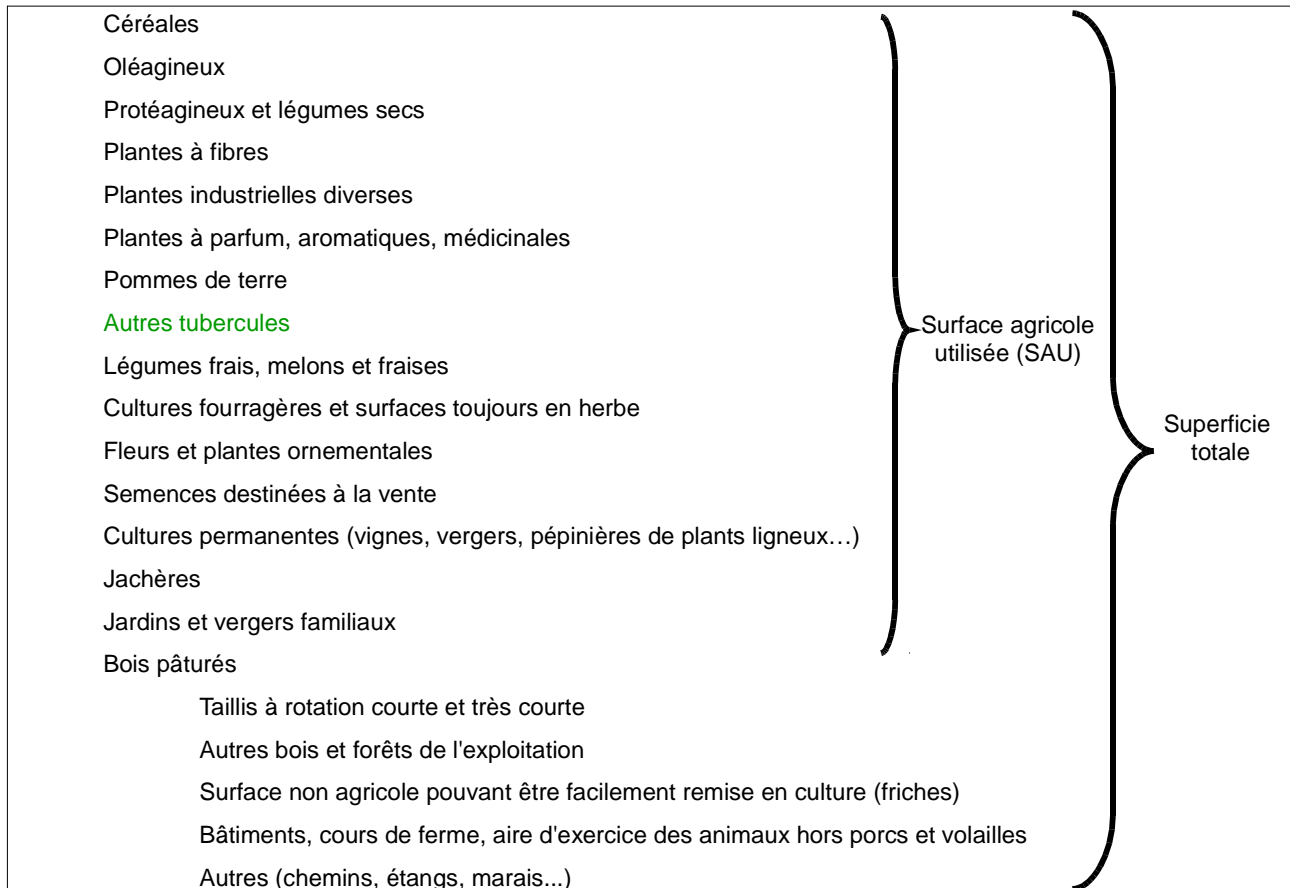 Céréales
Oléagineux
Protéagineux et légumes secs
Plantes à fibres
Plantes industrielles diverses
Plantes à parfum, aromatiques, médicinales
Pommes de terre
Autres tubercules
Légumes frais, melons et fraises
Cultures fourragères et surfaces toujours en herbe
Fleurs et plantes ornementales
Semences destinées à la vente
Cultures permanentes (vignes, vergers, pépinières de plants ligneux…)
Jachères
Jardins et vergers familiaux
Bois pâturés
Taillis à rotation courte et très courte
Autres bois et forêts de l'exploitation
Surface non agricole pouvant être facilement remise en culture (friches)
Bâtiments, cours de ferme, aire d'exercice des animaux hors porcs et volailles
Autres (chemins, étangs, marais...)
Surface agricole
utilisée (SAU)
Superficie
totale